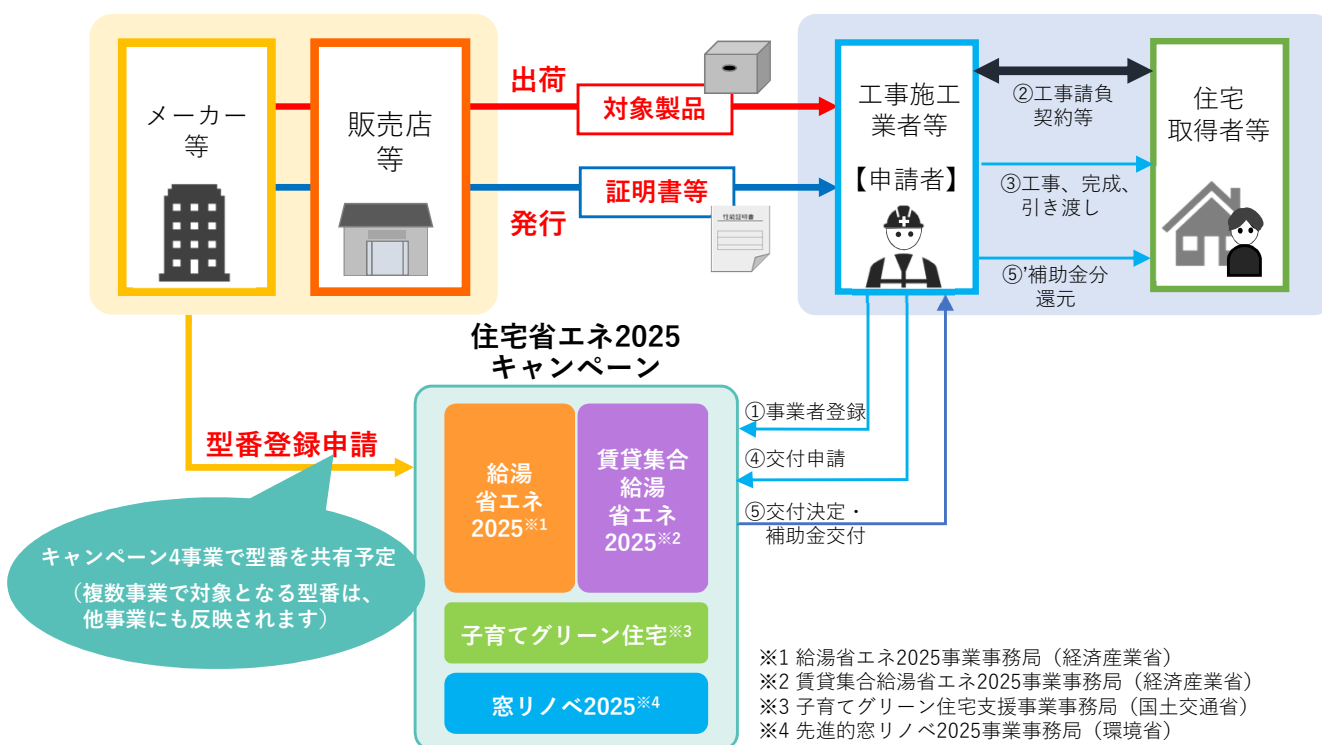 メーカー
等
販売店
等
出荷
対象製品
発行
証明書等
性能証明書
工事施工
業者等
【申請者】
②工事請負
契約等
③工事、完成、
引き渡し
⑤’補助金分
還元
住宅
取得者等
住宅省エネ2025
キャンペーン
型番登録申請
キャンペーン4事業で型番を共有予定
（複数事業で対象となる型番は、
他事業にも反映されます）
給湯
省エネ
2025※1
賃貸集合
給湯
省エネ
2025※2
子育てグリーン住宅※3
窓リノベ2025※4
①事業者登録
④交付申請
⑤交付決定・
補助金交付
※1 給湯省エネ2025事業事務局（経済産業省）
※2 賃貸集合給湯省エネ2025事業事務局（経済産業省）
※3 子育てグリーン住宅支援事業事務局（国土交通省）
※4 先進的窓リノベ2025事業事務局（環境省）